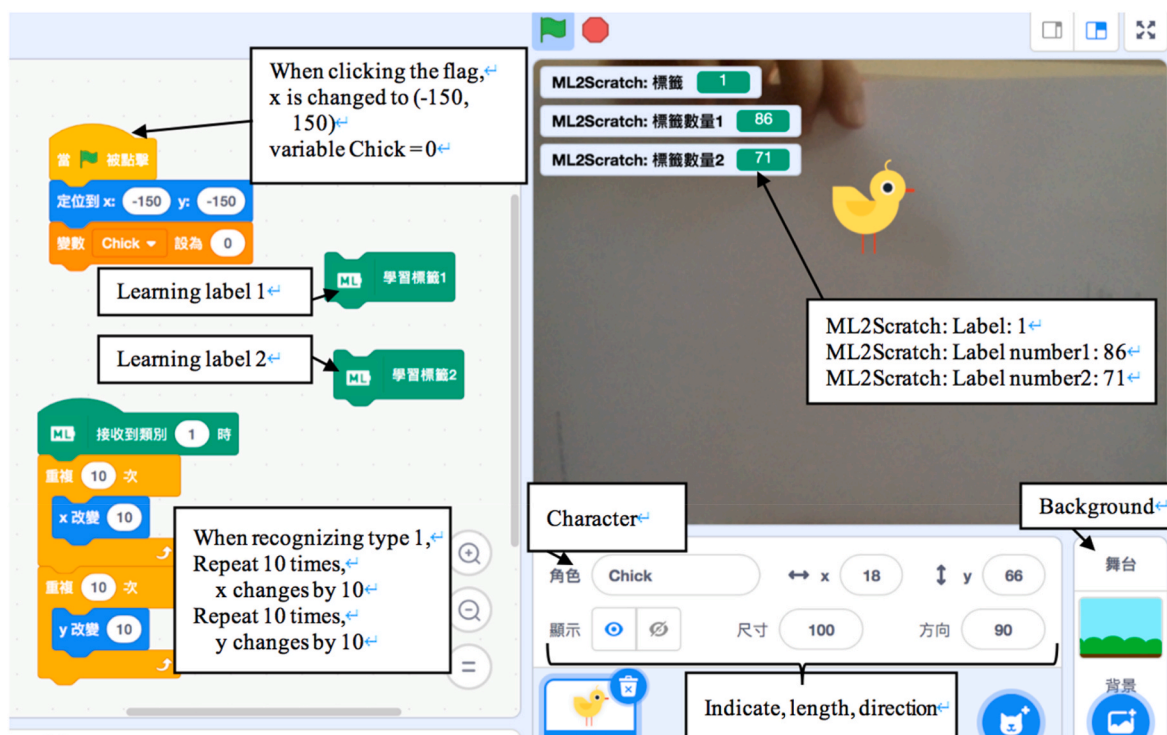 When clicking the flag,↵
x is changed to (-150,
150)↵
variable Chick = 0↵
當 被點擊
定位到 x: -150 y: -150
變數 Chick 設為 0
Learning label 1↵
ML 學習標籤1
Learning label 2↵
ML 學習標籤2
ML 接收到類別 1 時
重複 10 次
x 改變 10
重複 10 次
y 改變 10
When recognizing type 1,↵
Repeat 10 times,↵
x changes by 10↵
Repeat 10 times,↵
y changes by 10↵
ML2Scratch: 標籤 1
ML2Scratch: 標籤數量1 86
ML2Scratch: 標籤數量2 71
ML2Scratch: Label: 1↵
ML2Scratch: Label number1: 86↵
ML2Scratch: Label number2: 71↵
Character↵
Background↵
角色 Chick x 18 y 66
顯示 尺寸 100 方向 90
Indicate, length, direction↵
舞台
背景